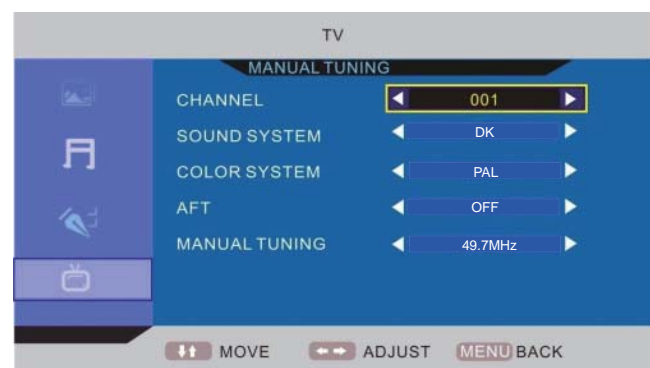 TV
MANUAL TUNING
CHANNEL 001
SOUND SYSTEM DK
COLOR SYSTEM PAL
AFT OFF
MANUAL TUNING 49.7MHz
MOVE ADJUST MENU BACK